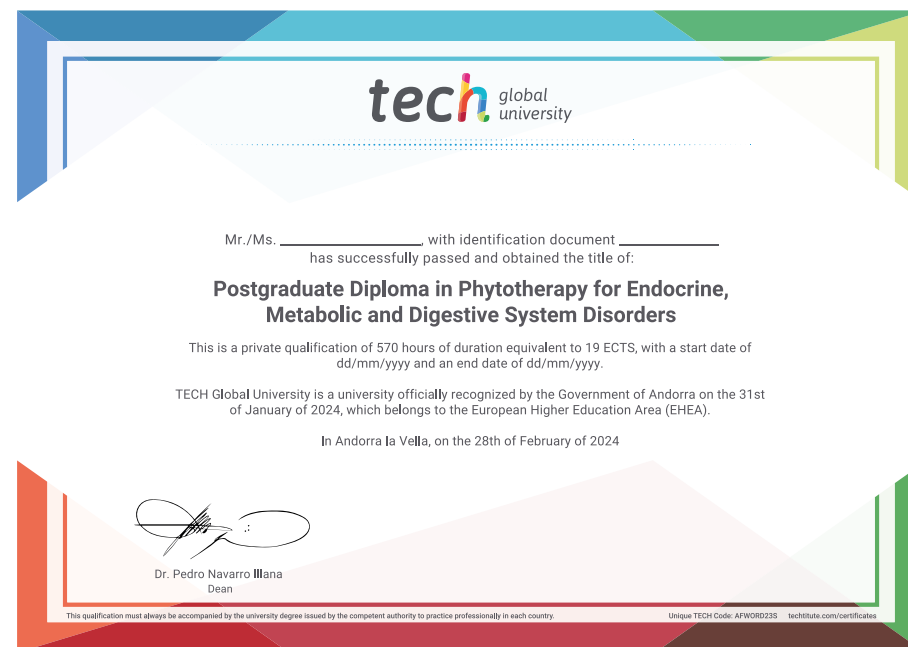 tech global
university
Mr./Ms. ____________________, with identification document ______________
has successfully passed and obtained the title of:
Postgraduate Diploma in Phytotherapy for Endocrine,
Metabolic and Digestive System Disorders
This is a private qualification of 570 hours of duration equivalent to 19 ECTS, with a start date of
dd/mm/yyyy and an end date of dd/mm/yyyy.
TECH Global University is a university officially recognized by the Government of Andorra on the 31st
of January of 2024, which belongs to the European Higher Education Area (EHEA).
In Andorra la Vella, on the 28th of February of 2024
Dr. Pedro Navarro Illana
Dean
This qualification must always be accompanied by the university degree issued by the competent authority to practice professionally in each country.
Unique TECH Code: AFWORD23S techtitute.com/certificates